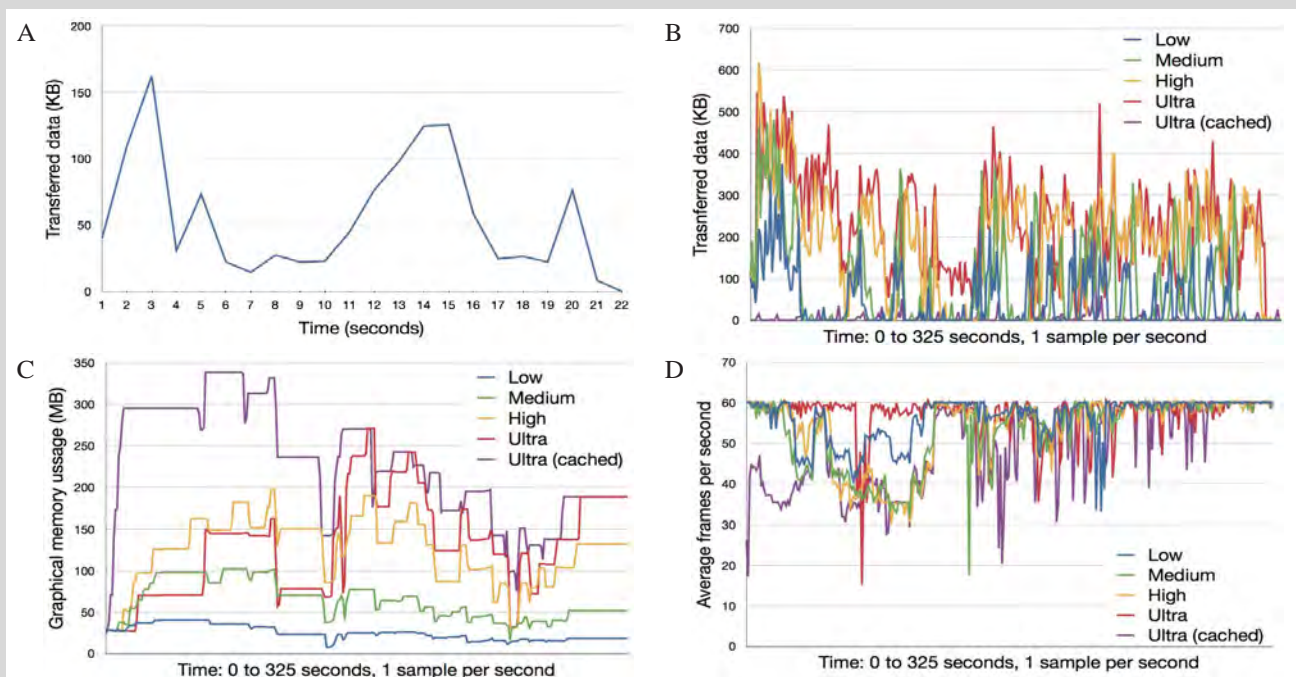 A
Transferred data (KB)
200
150
100
50
0
1 2 3 4 5 6 7 8 9 10 11 12 13 14 15 16 17 18 19 20 21 22
Time (seconds)
B
Trasnferred data (KB)
700
600
500
400
300
200
100
0
Low
Medium
High
Ultra
Ultra (cached)
Time: 0 to 325 seconds, 1 sample per second
C
Graphical memory ussage (MB)
350
300
250
200
150
100
50
0
Low
Medium
High
Ultra
Ultra (cached)
Time: 0 to 325 seconds, 1 sample per second
D
Average frames per second
70
60
50
40
30
20
10
0
Low
Medium
High
Ultra
Ultra (cached)
Time: 0 to 325 seconds, 1 sample per second